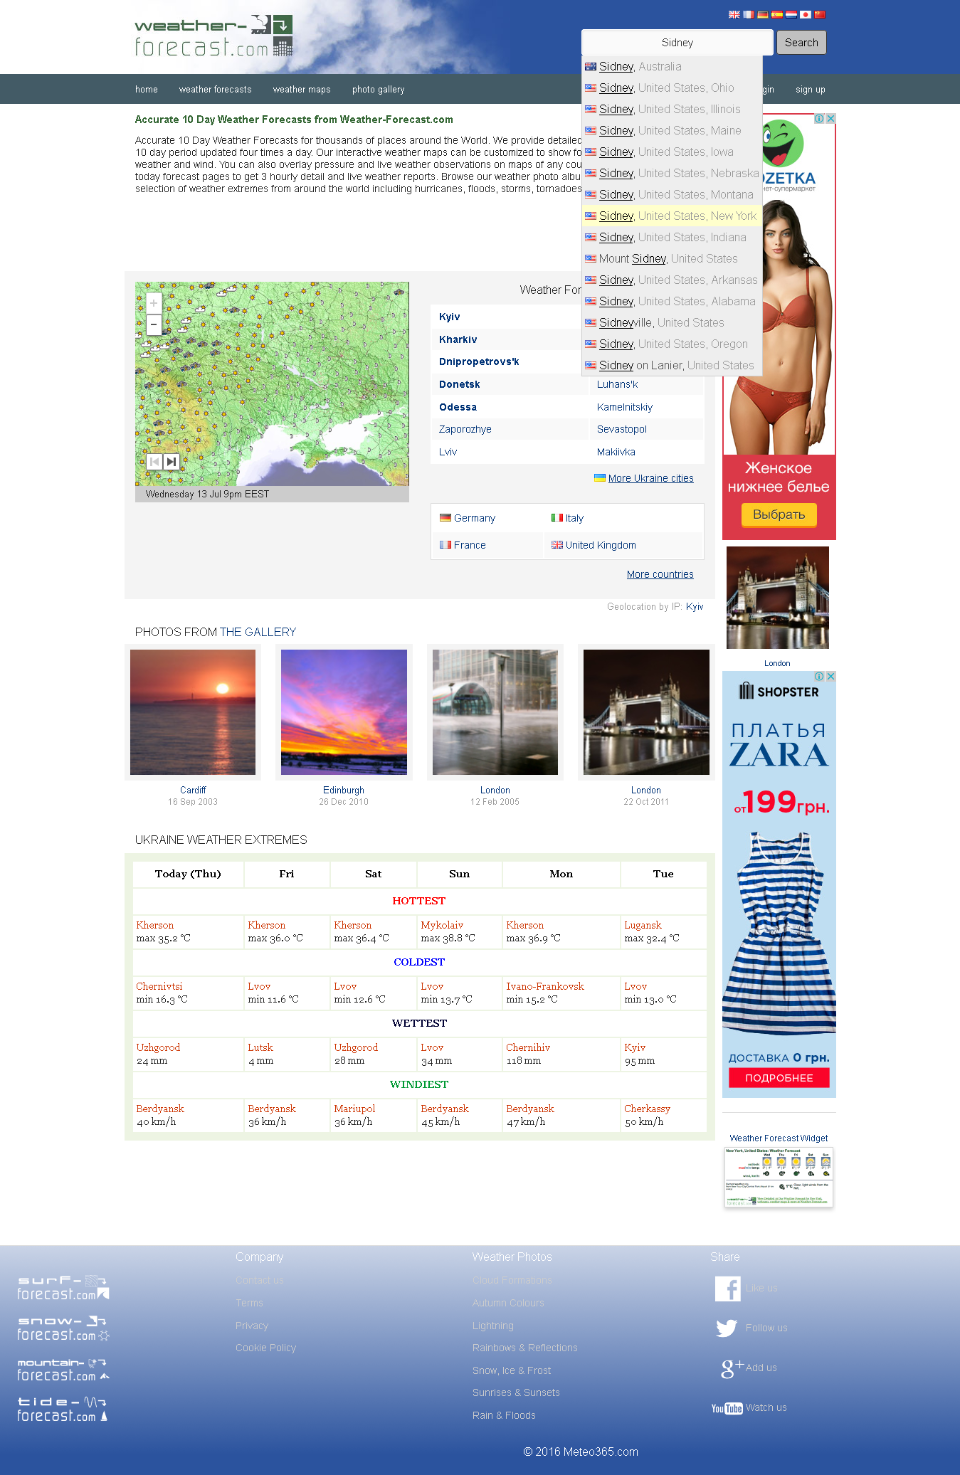 weather-
forecast.com
Sidney
Search
Sidney, Australia
Sidney, United States, Ohio
Sidney, United States, Illinois
Sidney, United States, Maine
Sidney, United States, Iowa
Sidney, United States, Nebraska
Sidney, United States, Montana
Sidney, United States, New York
Sidney, United States, Indiana
Mount Sidney, United States
Sidney, United States, Arkansas
Sidney, United States, Alabama
Sidneyville, United States
Sidney, United States, Oregon
Sidney on Lanier, United States
home weather forecasts weather maps photo gallery
sign up
Accurate 10 Day Weather Forecasts from Weather-Forecast.com
Accurate 10 Day Weather Forecasts for thousands of places around the World. We provide detailed
10 day period updated four times a day. Our interactive weather maps can be customized to show
weather and wind. You can also overlay pressure and live weather observations on maps of any
today forecast pages to get 3 hourly detail and live weather reports. Browse our weather photo
selection of weather extremes from around the world including hurricanes, floods, storms, tornadoes
+
−
Wednesday 13 Jul 9pm EEST
Weather
Kyiv
Kharkiv
Dnipropetrovs'k
Donetsk Luhans'k
Odessa Kamelnitskiy
Zaporozhye Sevastopol
Lviv Makiivka
More Ukraine cities
Germany Italy
France United Kingdom
More countries
Geolocation by IP: Kyiv
OZETKA
нет-супермаркет
Женское
нижнее белье
Выбрать
London
SHOPSTER
ПЛАТЬЯ
ZARA
от 199 грн.
ДОСТАВКА 0 грн.
ПОДРОБНЕЕ
PHOTOS FROM THE GALLERY
Cardiff Edinburgh London London
16 Sep 2003 26 Dec 2010 12 Feb 2005 22 Oct 2011
UKRAINE WEATHER EXTREMES
Today (Thu) Fri Sat Sun Mon Tue
HOTTEST
Kherson Kherson Kherson Mykolaiv Kherson Lugansk
max 35.2 °C max 36.0 °C max 36.4 °C max 38.8 °C max 36.9 °C max 32.4 °C
COLDEST
Chernivtsi Lvov Lvov Lvov Ivano-Frankovsk Lvov
min 16.3 °C min 11.6 °C min 12.6 °C min 13.7 °C min 15.2 °C min 13.0 °C
WETTEST
Uzhgorod Lutsk Uzhgorod Lvov Chernihiv Kyiv
24 mm 4 mm 28 mm 34 mm 118 mm 95 mm
WINDIEST
Berdyansk Berdyansk Mariupol Berdyansk Berdyansk Cherkassy
40 km/h 36 km/h 36 km/h 45 km/h 47 km/h 50 km/h
Weather Forecast Widget
New York, United States: Weather Forecast
surf-
forecast.com
snow-
forecast.com
mountain-
forecast.com
tide-
forecast.com
Company
Contact us
Terms
Privacy
Cookie Policy
Weather Photos
Cloud Formations
Autumn Colours
Lightning
Rainbows & Reflections
Snow, Ice & Frost
Sunrises & Sunsets
Rain & Floods
Share
Like us
Follow us
Add us
YouTube Watch us
© 2016 Meteo365.com